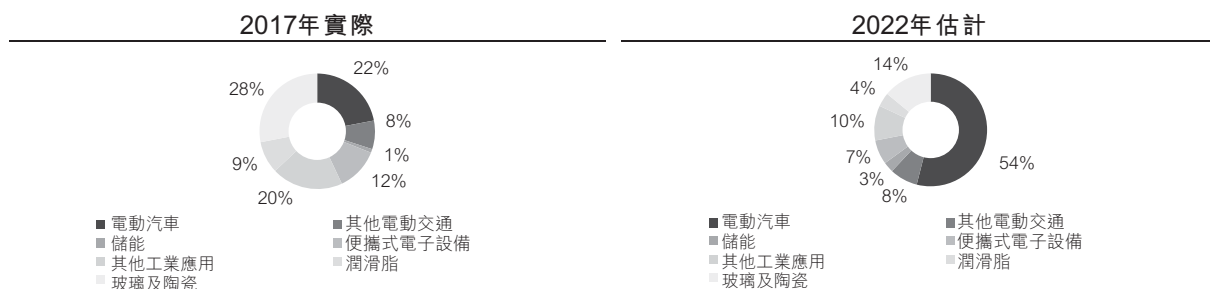 2017年實際
22%
28%
8%
1%
9%
12%
20%
電動汽車
其他電動交通
儲能
便攜式電子設備
其他工業應用
潤滑脂
玻璃及陶瓷
2022年估計
14%
4%
10%
7%
3%
8%
54%
電動汽車
其他電動交通
儲能
便攜式電子設備
其他工業應用
潤滑脂
玻璃及陶瓷